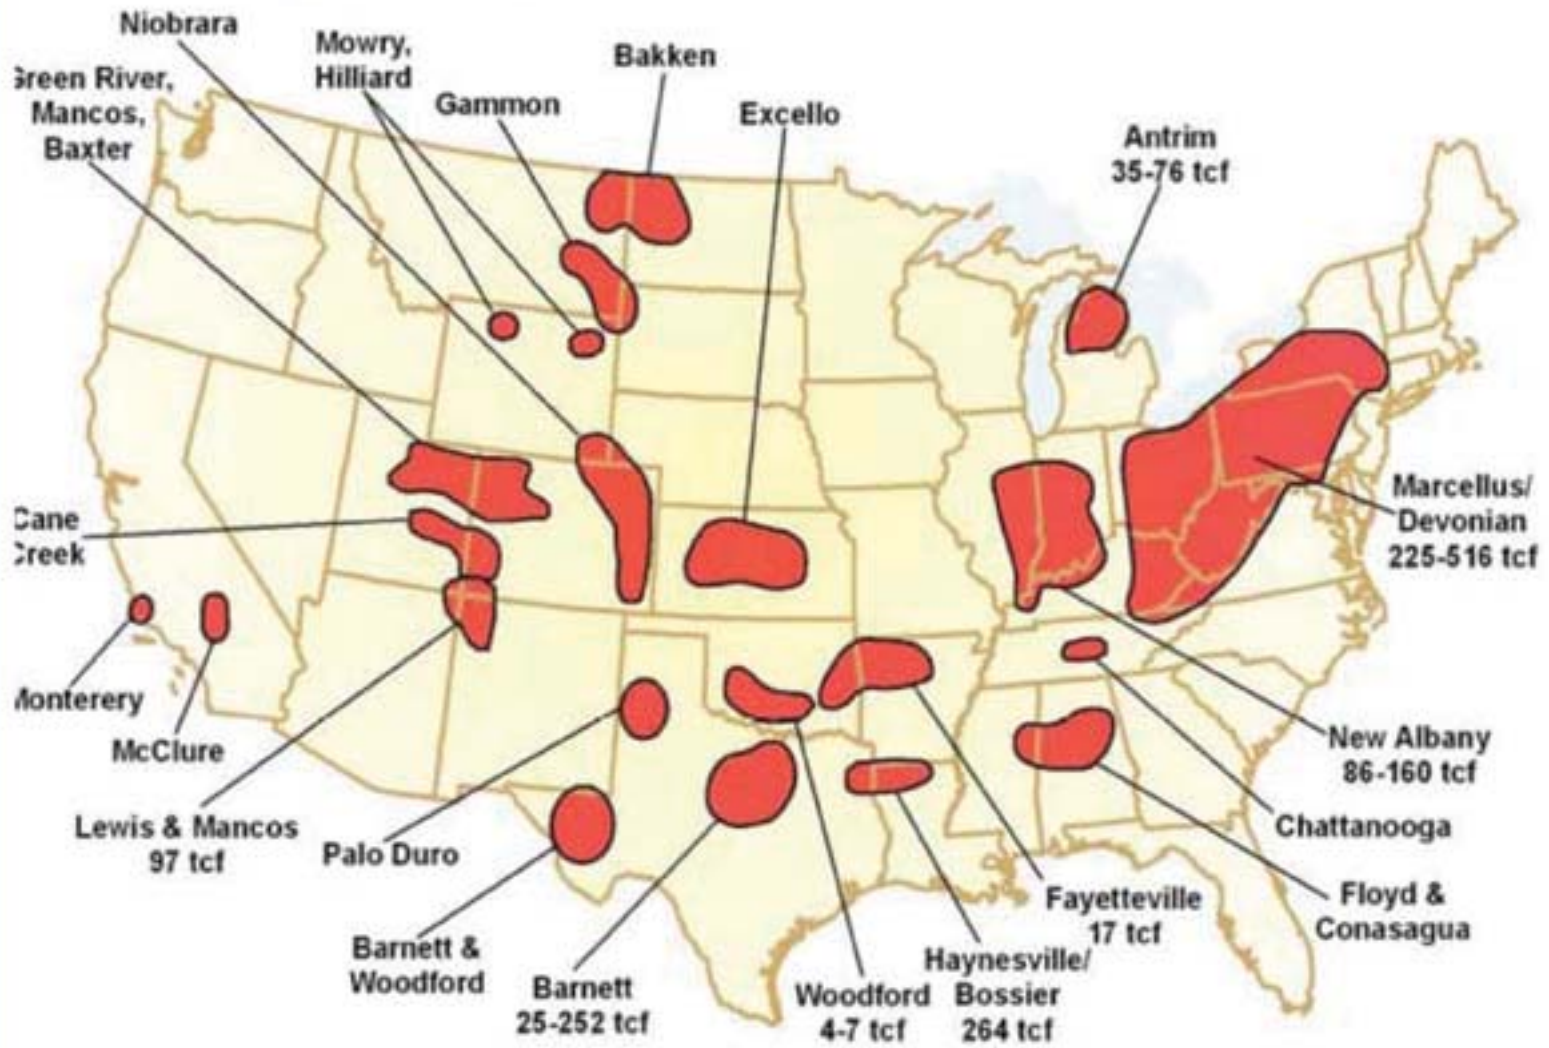 Niobrara
Mowry,
Hilliard
Bakken
Green River,
Mancos,
Baxter
Gammon
Excello
Antrim
35-76 tcf
Marcellus/
Devonian
225-516 tcf
Cane
Creek
Monterery
McClure
New Albany
86-160 tcf
Chattanooga
Lewis & Mancos
97 tcf
Palo Duro
Floyd &
Conasagua
Fayetteville
17 tcf
Barnett &
Woodford
Barnett
25-252 tcf
Woodford
4-7 tcf
Haynesville/
Bossier
264 tcf